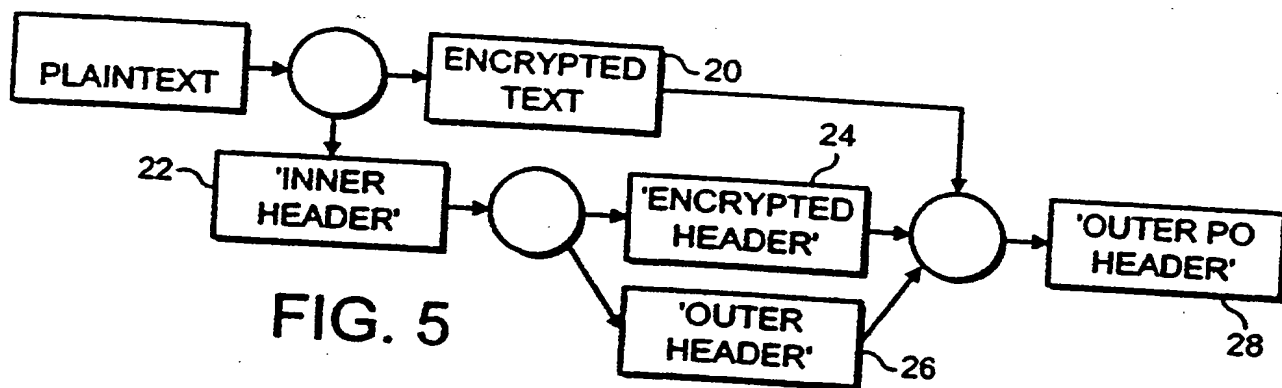 PLAINTEXT
ENCRYPTED
TEXT
20
22
'INNER
HEADER'
24
'ENCRYPTED
HEADER'
'OUTER PO
HEADER'
28
'OUTER
HEADER'
26
FIG. 5